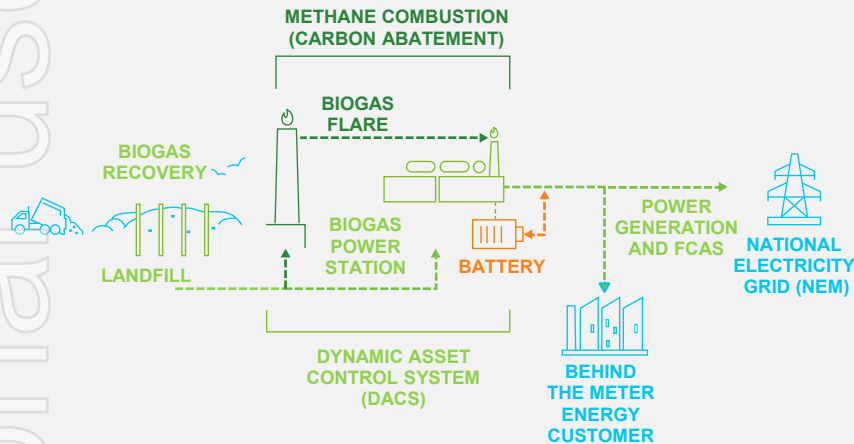 METHANE COMBUSTION
(CARBON ABATEMENT)
BIOGAS
FLARE
BIOGAS
RECOVERY
LANDFILL
BIOGAS
POWER
STATION
BATTERY
POWER
GENERATION
AND FCAS
NATIONAL
ELECTRICITY
GRID (NEM)
DYNAMIC ASSET
CONTROL SYSTEM
(DACS)
BEHIND
THE METER
ENERGY
CUSTOMER